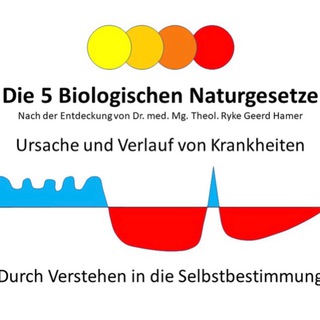 Die 5 Biologischen Naturgesetze
Nach der Entdeckung von Dr. med. Mg. Theol. Ryke Geerd Hamer
Ursache und Verlauf von Krankheiten
Durch Verstehen in die Selbstbestimmung